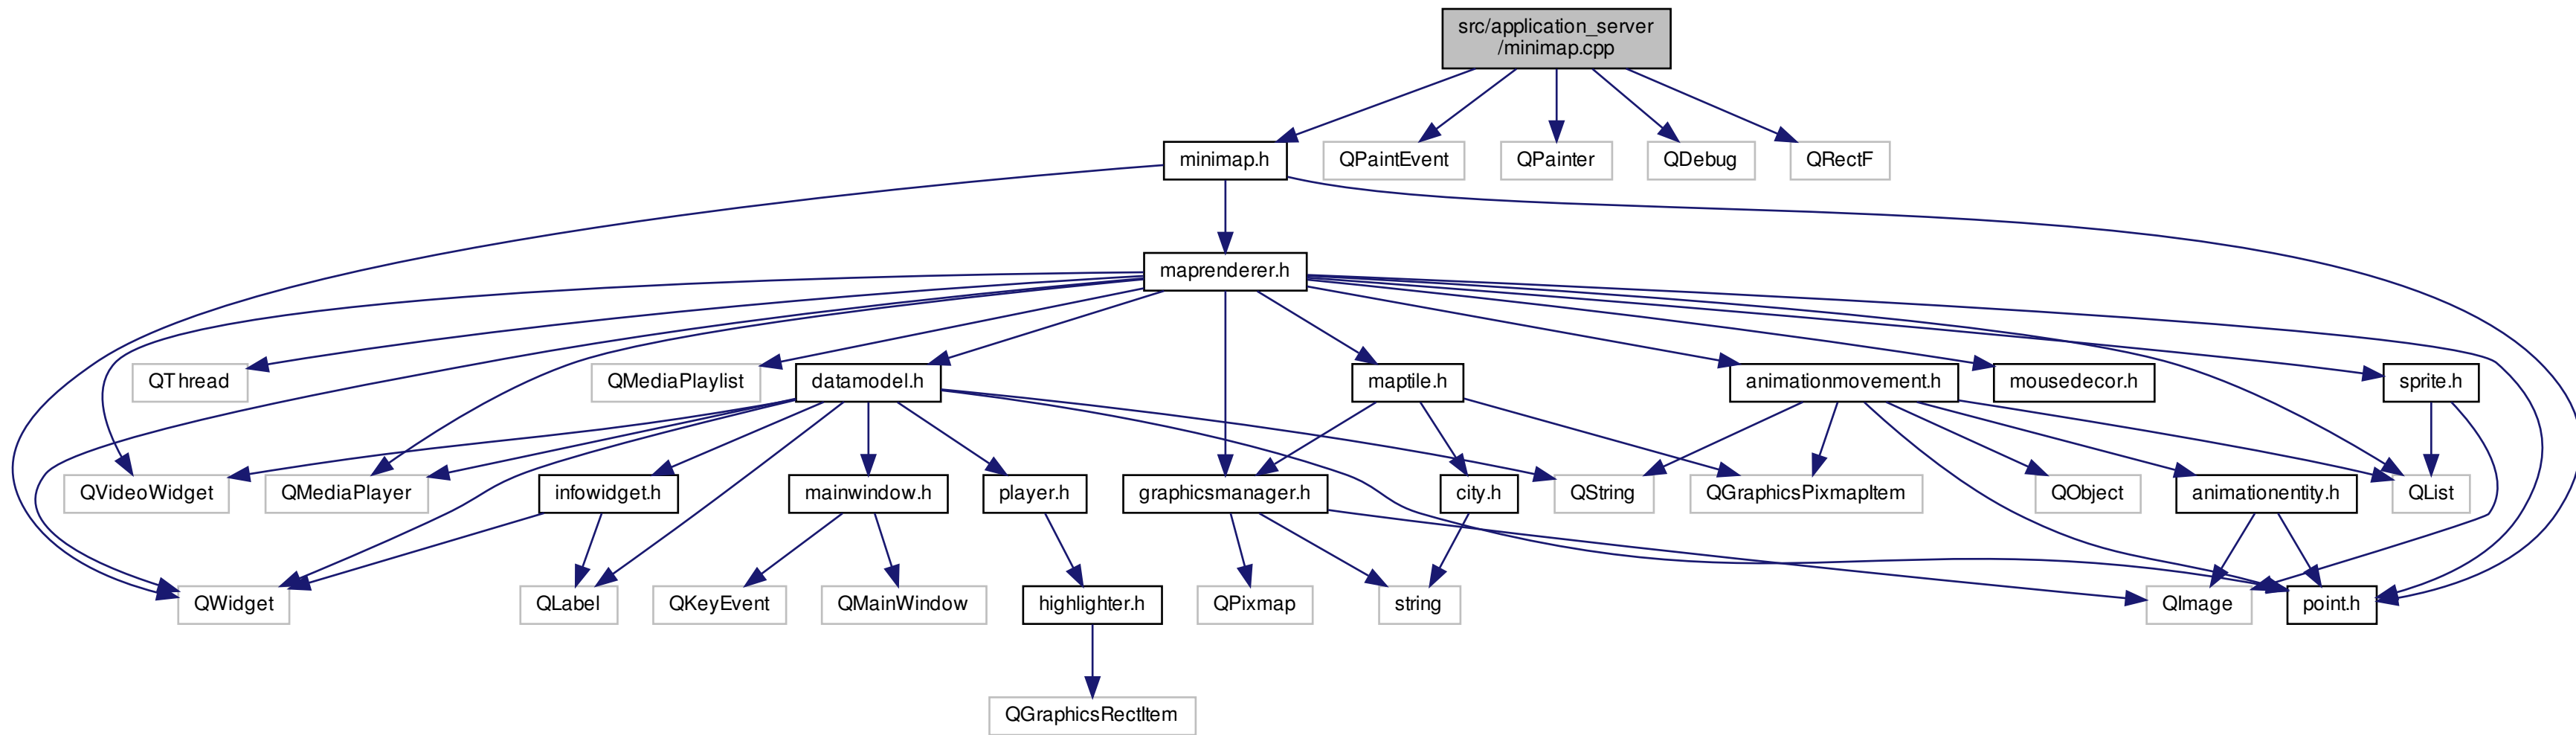 src/application_server
/minimap.cpp
minimap.h
QPaintEvent
QPainter
QDebug
QRectF
maprenderer.h
QThread
QMediaPlaylist
datamodel.h
maptile.h
animationmovement.h
mousedecor.h
sprite.h
QVideoWidget
QMediaPlayer
infowidget.h
mainwindow.h
player.h
graphicsmanager.h
city.h
QString
QGraphicsPixmapItem
QObject
animationentity.h
QList
QWidget
QLabel
QKeyEvent
QMainWindow
highlighter.h
QPixmap
string
QImage
point.h
QGraphicsRectItem